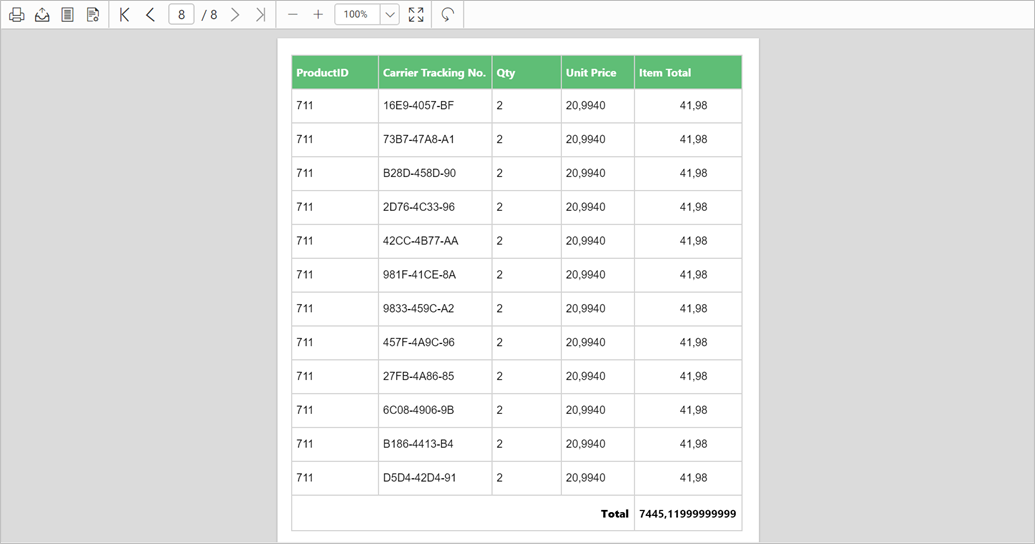 8 / 8 100%
ProductID Carrier Tracking No. Qty Unit Price Item Total
711 16E9-4057-BF 2 20,9940 41,98
711 73B7-47A8-A1 2 20,9940 41,98
711 B28D-458D-90 2 20,9940 41,98
711 2D76-4C33-96 2 20,9940 41,98
711 42CC-4B77-AA 2 20,9940 41,98
711 981F-41CE-8A 2 20,9940 41,98
711 9833-459C-A2 2 20,9940 41,98
711 457F-4A9C-96 2 20,9940 41,98
711 27FB-4A86-85 2 20,9940 41,98
711 6C08-4906-9B 2 20,9940 41,98
711 B186-4413-B4 2 20,9940 41,98
711 D5D4-42D4-91 2 20,9940 41,98
Total 7445,11999999999